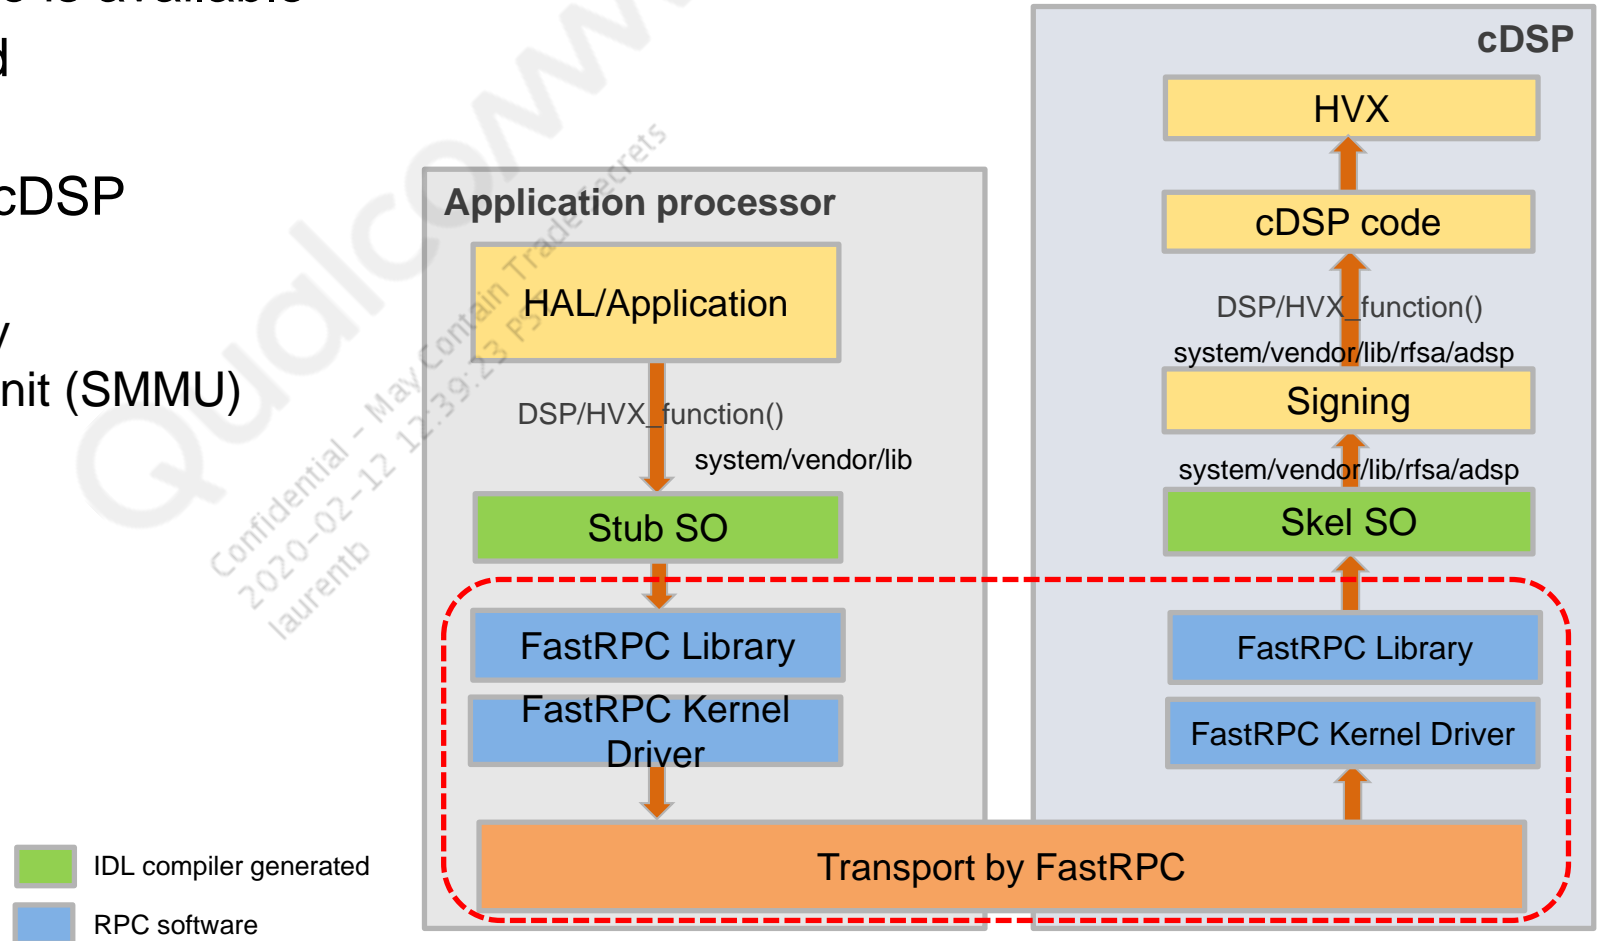 d
cDSP
y
nit (SMMU)
Qualcomm
Confidential - May Contain Trade Secrets
2020-02-12 12:39:23 PST
laurentb
Application processor
HAL/Application
DSP/HVX_function()
system/vendor/lib
Stub SO
FastRPC Library
FastRPC Kernel
Driver
Transport by FastRPC
cDSP
HVX
cDSP code
DSP/HVX_function()
system/vendor/lib/rfsa/adsp
Signing
system/vendor/lib/rfsa/adsp
Skel SO
FastRPC Library
FastRPC Kernel Driver
IDL compiler generated
RPC software